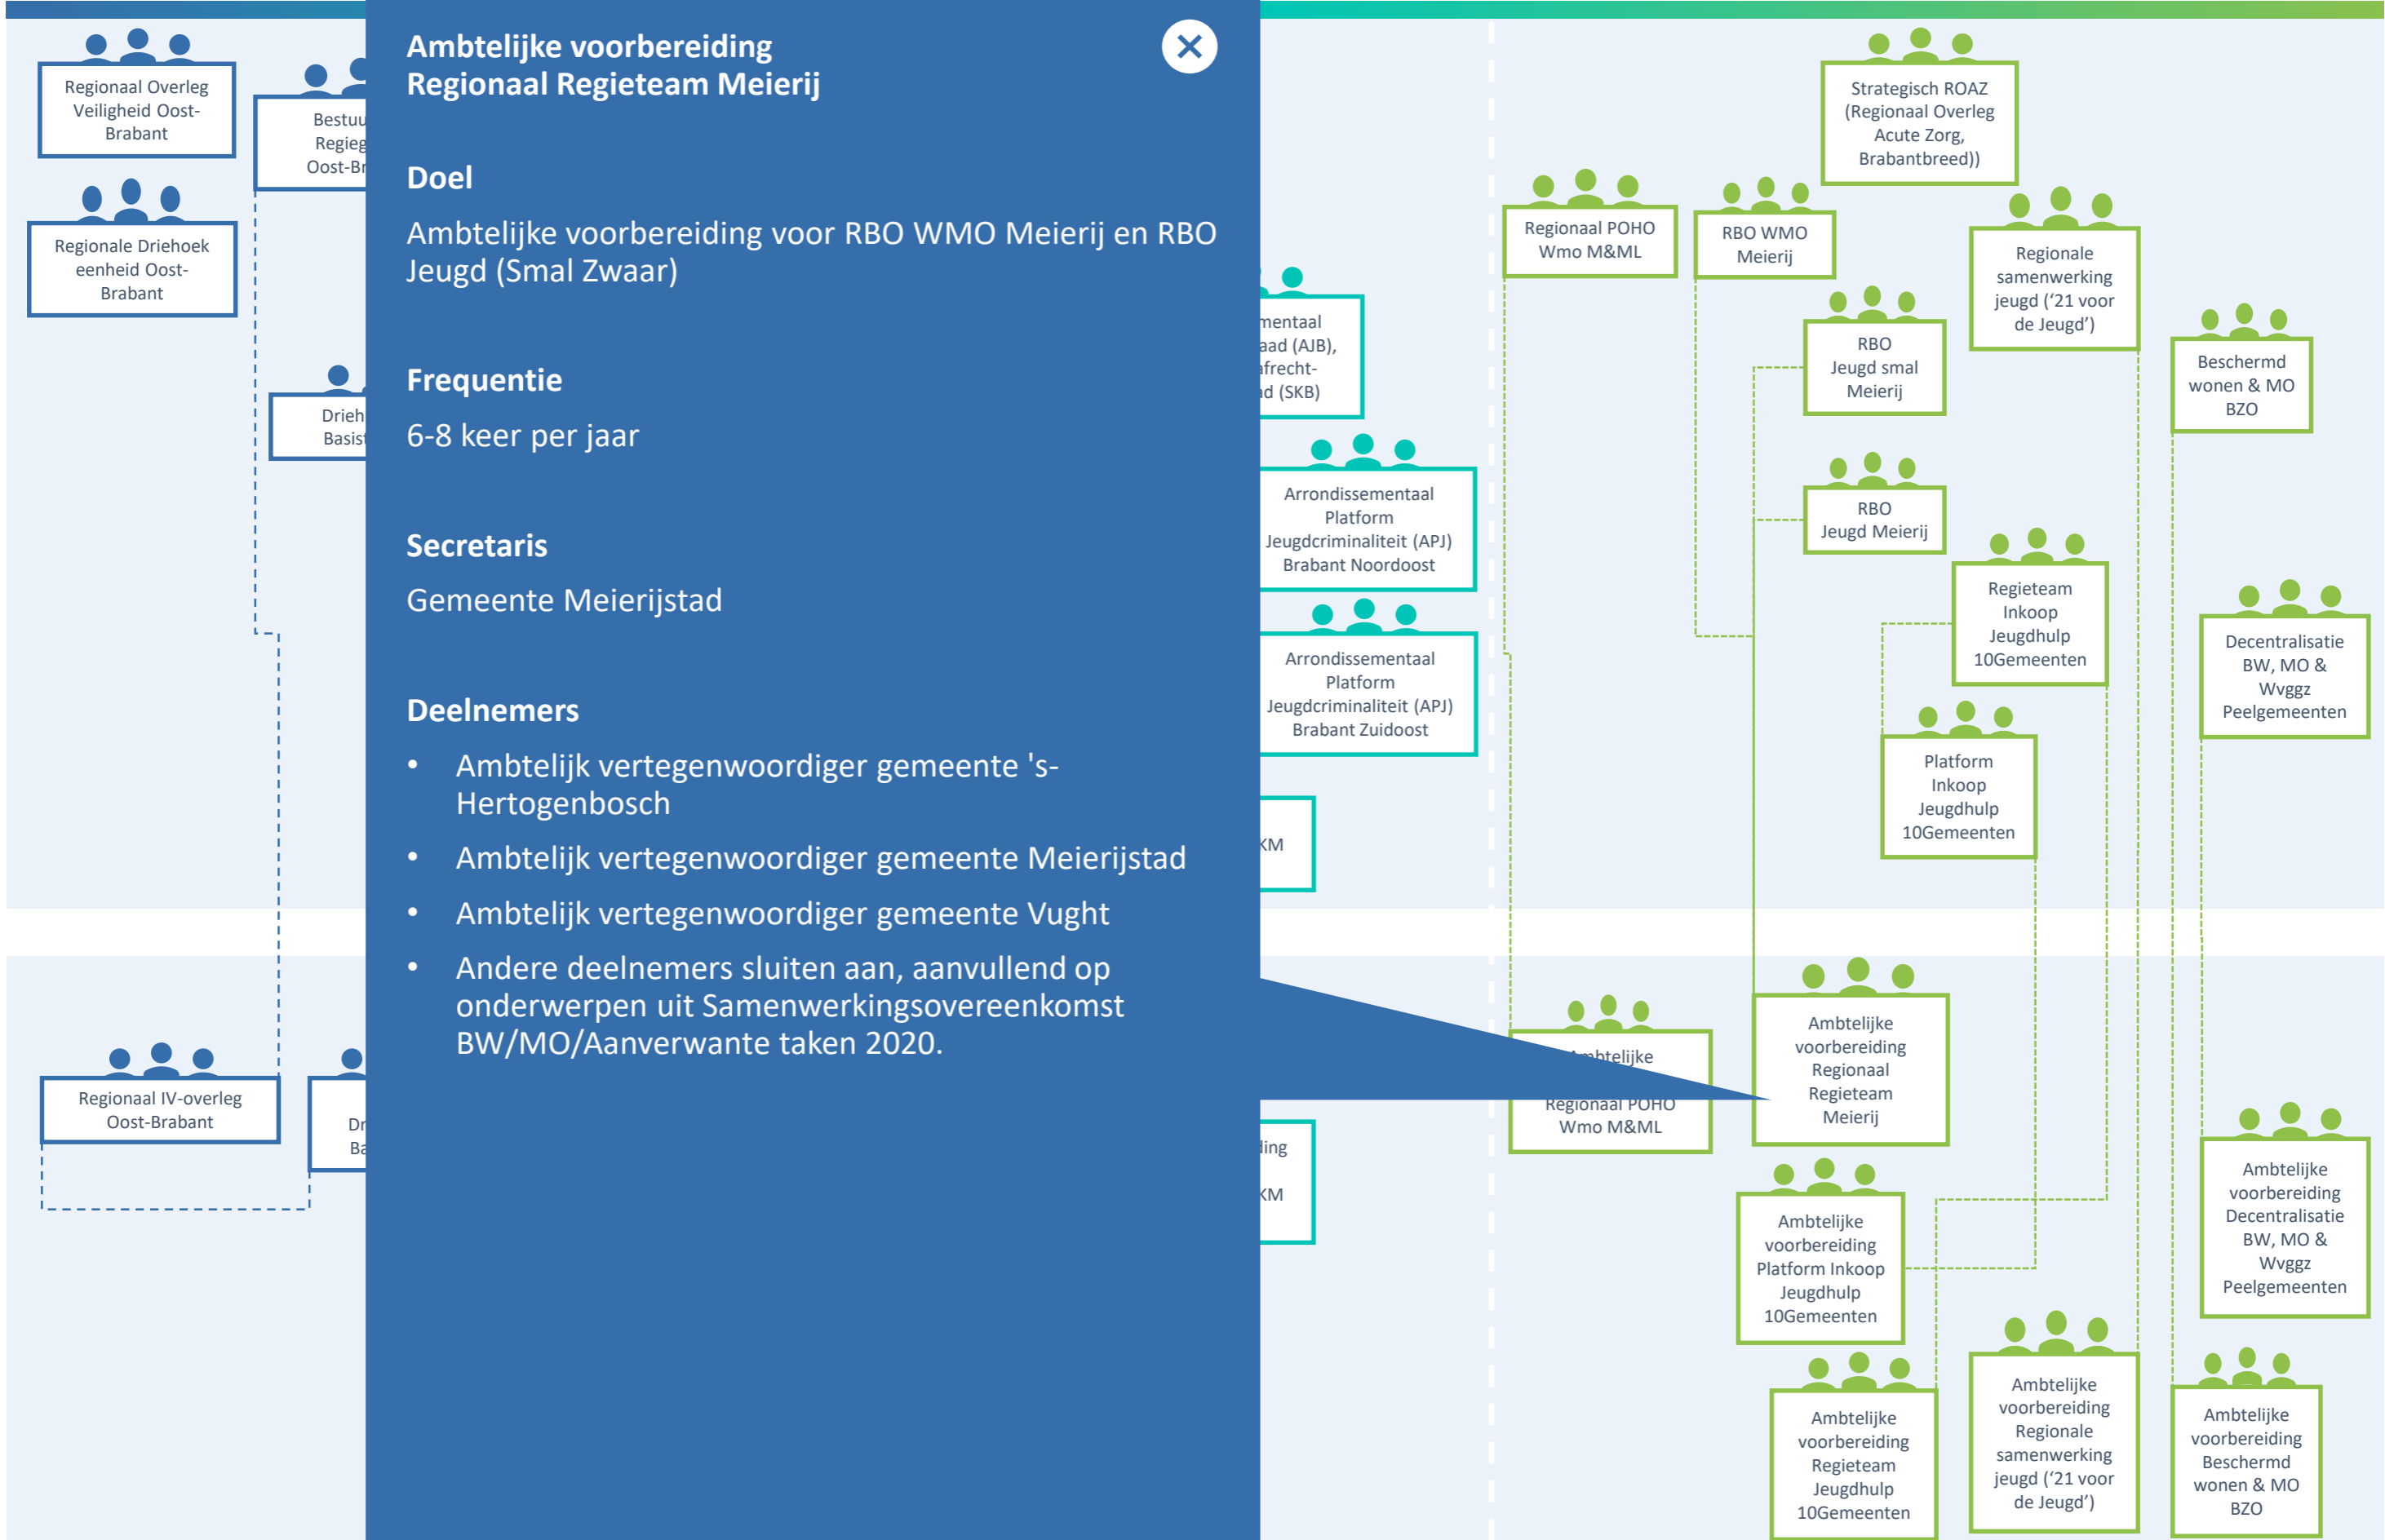 Regionaal Overleg
Veiligheid Oost-
Brabant
Regionale Driehoek
eenheid Oost-
Brabant
Oost-
Regionaal IV-overleg
Oost-Brabant
Ambtelijke voorbereiding
Regionaal Regieteam Meierij
Doel
Ambtelijke voorbereiding voor RBO WMO Meierij en RBO
Jeugd (Smal Zwaar)
Frequentie
6-8 keer per jaar
Secretaris
Gemeente Meierijstad
Deelnemers
• Ambtelijk vertegenwoordiger gemeente 's-
Hertogenbosch
• Ambtelijk vertegenwoordiger gemeente Meierijstad
• Ambtelijk vertegenwoordiger gemeente Vught
• Andere deelnemers sluiten aan, aanvullend op
onderwerpen uit Samenwerkingsovereenkomst
BW/MO/Aanverwante taken 2020.
(AJB),
(SKB)
Arrondissementaal
Platform
Jeugdcriminaliteit (APJ)
Brabant Noordoost
Arrondissementaal
Platform
Jeugdcriminaliteit (APJ)
Brabant Zuidoost
KM
KM
Strategisch ROAZ
(Regionaal Overleg
Acute Zorg,
Brabantbreed))
Regionaal POHO
Wmo M&ML
RBO WMO
Meierij
Regionale
samenwerking
jeugd (‘21 voor
de Jeugd’)
RBO
Jeugd smal
Meierij
Beschermd
wonen & MO
BZO
RBO
Jeugd Meierij
Regieteam
Inkoop
Jeugdhulp
10Gemeenten
Decentralisatie
BW, MO &
Wvggz
Peelgemeenten
Platform
Inkoop
Jeugdhulp
10Gemeenten
Ambtelijke
Regionaal POHO
Wmo M&ML
Ambtelijke
voorbereiding
Regionaal
Regieteam
Meierij
Ambtelijke
voorbereiding
Decentralisatie
BW, MO &
Wvggz
Peelgemeenten
Ambtelijke
voorbereiding
Platform Inkoop
Jeugdhulp
10Gemeenten
Ambtelijke
voorbereiding
Regieteam
Jeugdhulp
10Gemeenten
Ambtelijke
voorbereiding
Regionale
samenwerking
jeugd (‘21 voor
de Jeugd’)
Ambtelijke
voorbereiding
Beschermd
wonen & MO
BZO